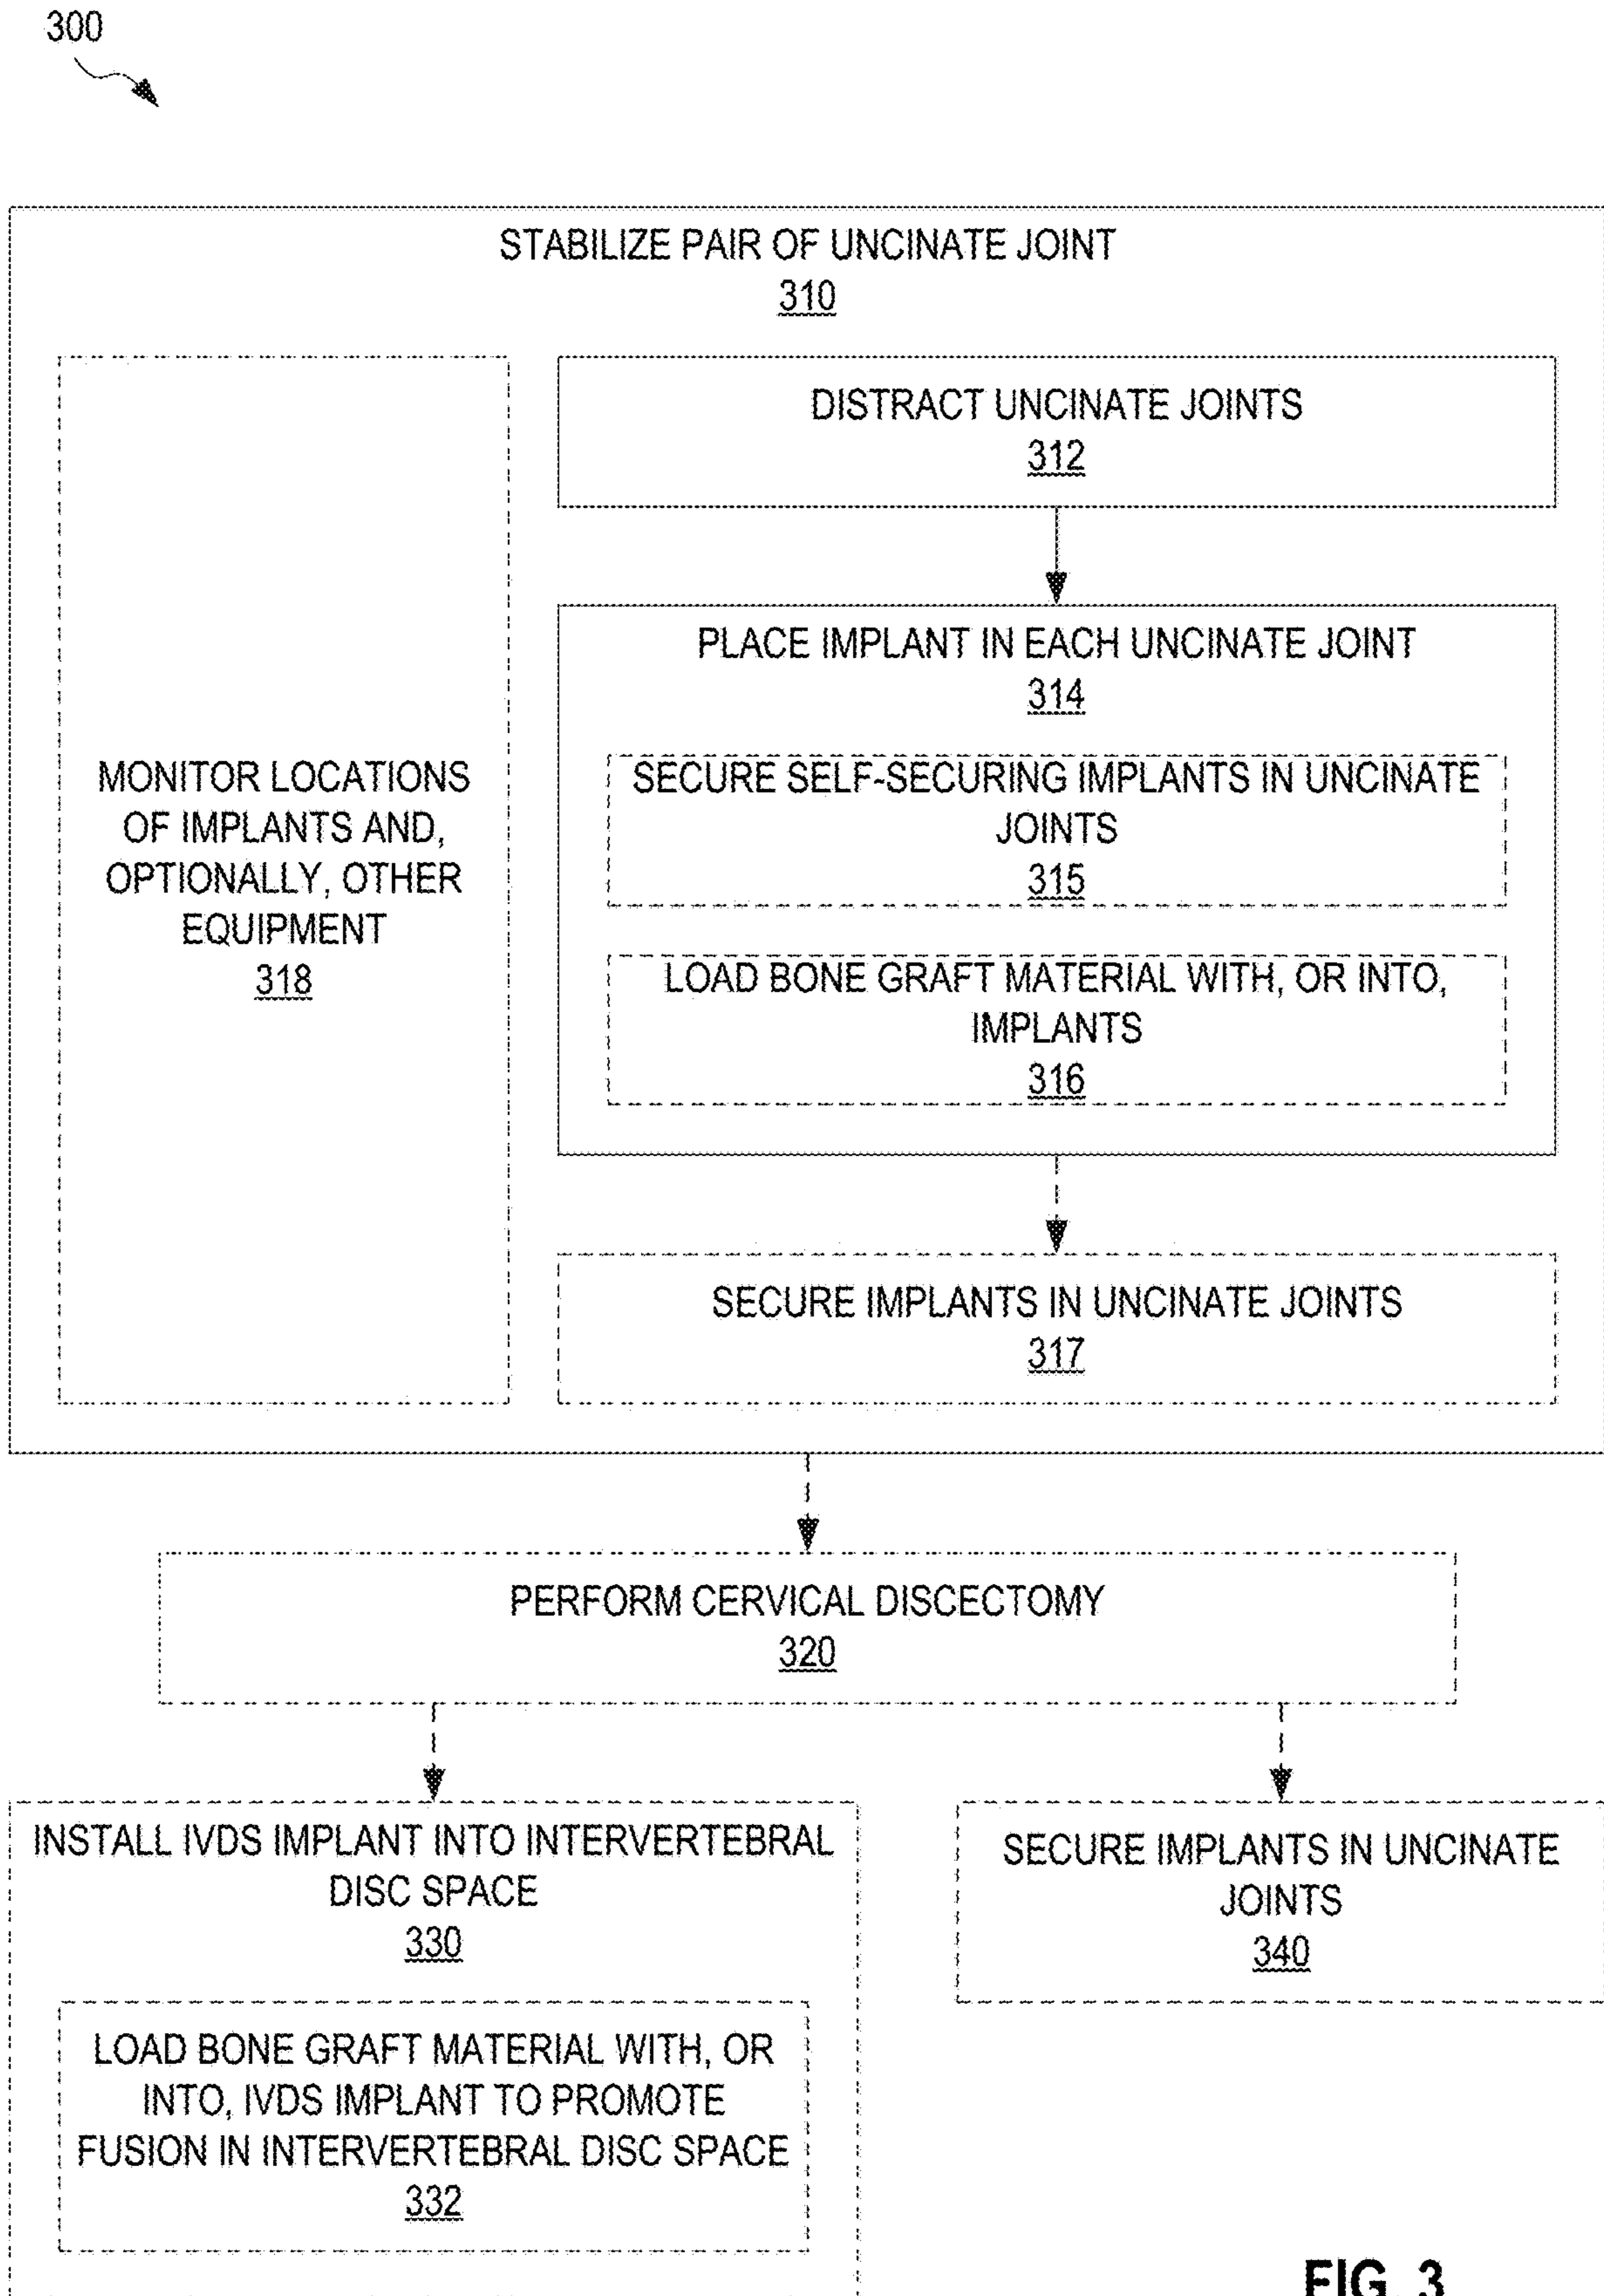 300
STABILIZE PAIR OF UNCINATE JOINT
310
DISTRACT UNCINATE JOINTS
312
PLACE IMPLANT IN EACH UNCINATE JOINT
314
SECURE SELF-SECURING IMPLANTS IN UNCINATE
JOINTS
315
LOAD BONE GRAFT MATERIAL WITH, OR INTO,
IMPLANTS
316
MONITOR LOCATIONS
OF IMPLANTS AND,
OPTIONALLY, OTHER
EQUIPMENT
318
SECURE IMPLANTS IN UNCINATE JOINTS
317
PERFORM CERVICAL DISCECTOMY
320
INSTALL IVDS IMPLANT INTO INTERVERTEBRAL
DISC SPACE
330
LOAD BONE GRAFT MATERIAL WITH, OR
INTO, IVDS IMPLANT TO PROMOTE
FUSION IN INTERVERTEBRAL DISC SPACE
332
SECURE IMPLANTS IN UNCINATE
JOINTS
340
FIG. 3